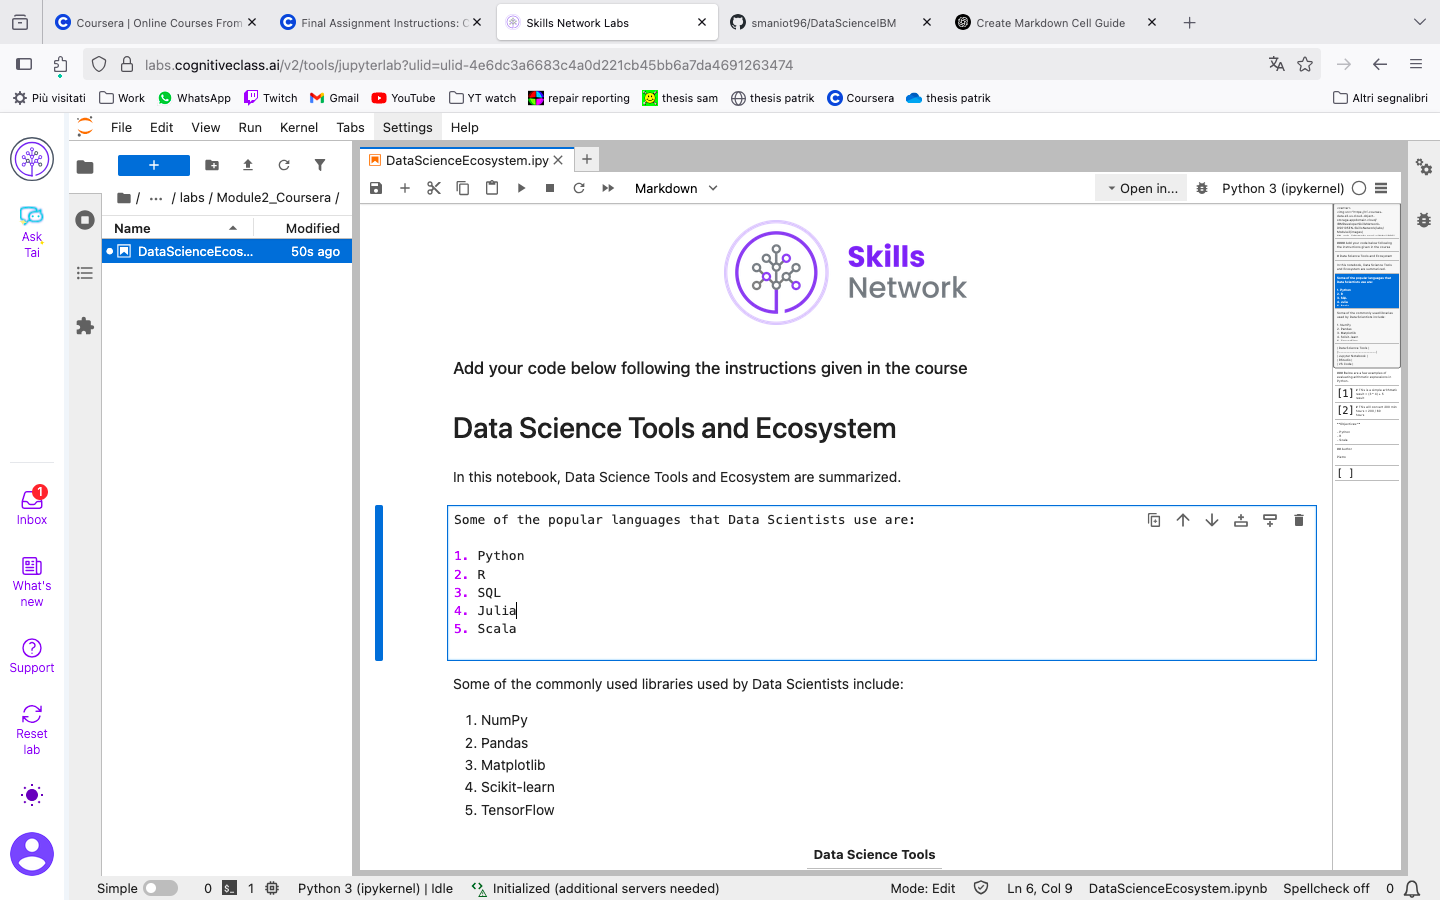 Coursera | Online Courses From
Final Assignment Instructions: C
Skills Network Labs
smaniot96/DataScienceIBM
Create Markdown Cell Guide
labs.cognitiveclass.ai/v2/tools/jupyterlab?ulid=ulid-4e6dc3a6683c4a0d221cb45bb6a7da4691263474
Più visitati
Work
WhatsApp
Twitch
Gmail
YouTube
YT watch
repair reporting
thesis sam
thesis patrik
Coursera
thesis patrik
Altri segnalibri
File Edit View Run Kernel Tabs Settings Help
Ask
Tai
1
Inbox
What's
new
Support
Reset
lab
/ ... / labs / Module2_Coursera /
Name Modified
DataScienceEcos... 50s ago
DataScienceEcosystem.ipy
Markdown
Open in...
Python 3 (ipykernel)
Skills
Network
Add your code below following the instructions given in the course
Data Science Tools and Ecosystem
In this notebook, Data Science Tools and Ecosystem are summarized.
Some of the popular languages that Data Scientists use are:
1. Python
2. R
3. SQL
4. Julia
5. Scala
Some of the commonly used libraries used by Data Scientists include:
1. NumPy
2. Pandas
3. Matplotlib
4. Scikit-learn
5. TensorFlow
Data Science Tools
[1]
[2]
[ ]
Simple
0
1
Python 3 (ipykernel) | Idle
Initialized (additional servers needed)
Mode: Edit
Ln 6, Col 9
DataScienceEcosystem.ipynb
Spellcheck off
0